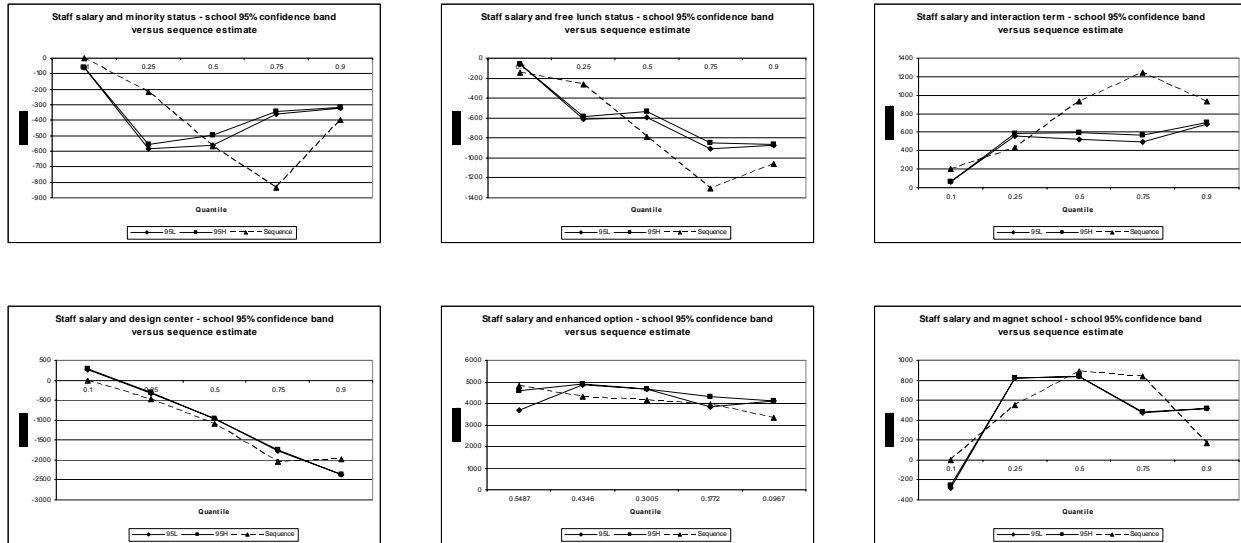 Staff salary and minority status - school 95% confidence band
versus sequence estimate
0
-100
-200
-300
-400
-500
-600
-700
-800
-900
0.25
0.5
0.75
0.9
Quantile
95L
95H
Sequence
Staff salary and free lunch status - school 95% confidence band
versus sequence estimate
0
-200
-400
-600
-800
-1000
-1200
-1400
0.25
0.5
0.75
0.9
Quantile
95L
95H
Sequence
Staff salary and interaction term - school 95% confidence band
versus sequence estimate
1400
1200
1000
800
600
400
200
0
0.1
0.25
0.5
0.75
0.9
Quantile
95L
95H
Sequence
Staff salary and design center - school 95% confidence band
versus sequence estimate
500
0
-500
-1000
-1500
-2000
-2500
-3000
0.1
0.25
0.5
0.75
0.9
Quantile
95L
95H
Sequence
Staff salary and enhanced option - school 95% confidence band
versus sequence estimate
6000
5000
4000
3000
2000
1000
0
0.5487
0.4346
0.3005
0.1772
0.0967
Quantile
95L
95H
Sequence
Staff salary and magnet school - school 95% confidence band
versus sequence estimate
1000
800
600
400
200
0
-200
-400
0.1
0.25
0.5
0.75
0.9
Quantile
95L
95H
Sequence